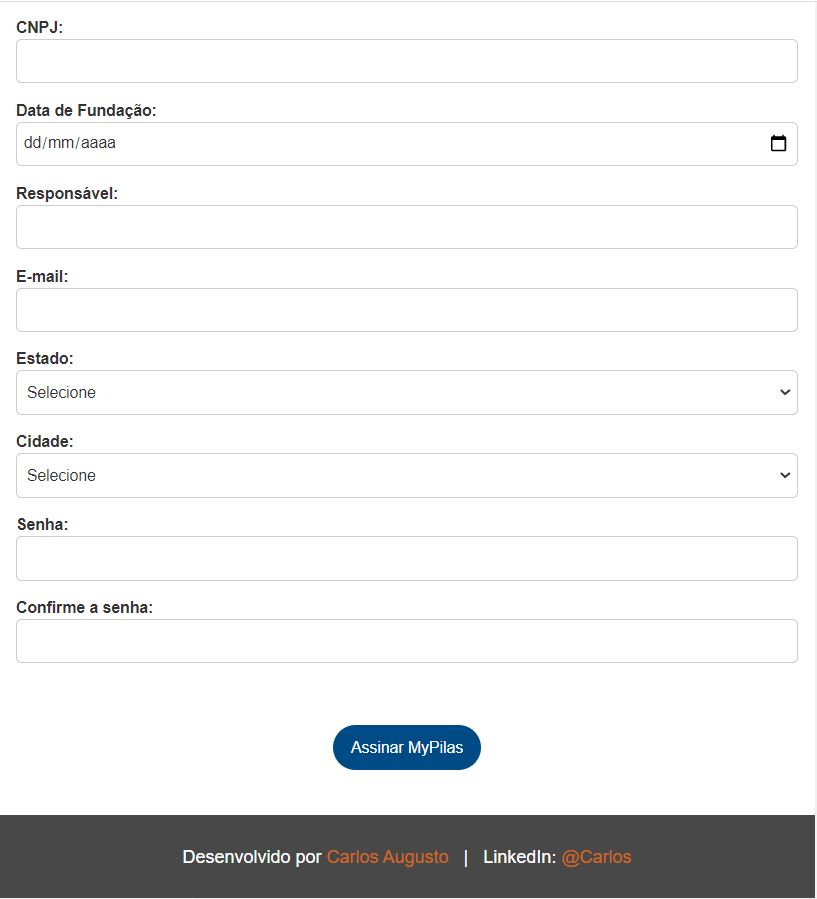 CNPJ:
Data de Fundação:
dd/mm/aaaa
Responsável:
E-mail:
Estado:
Selecione
Cidade:
Selecione
Senha:
Confirme a senha:
Assinar MyPilas
Desenvolvido por Carlos Augusto | LinkedIn: @Carlos